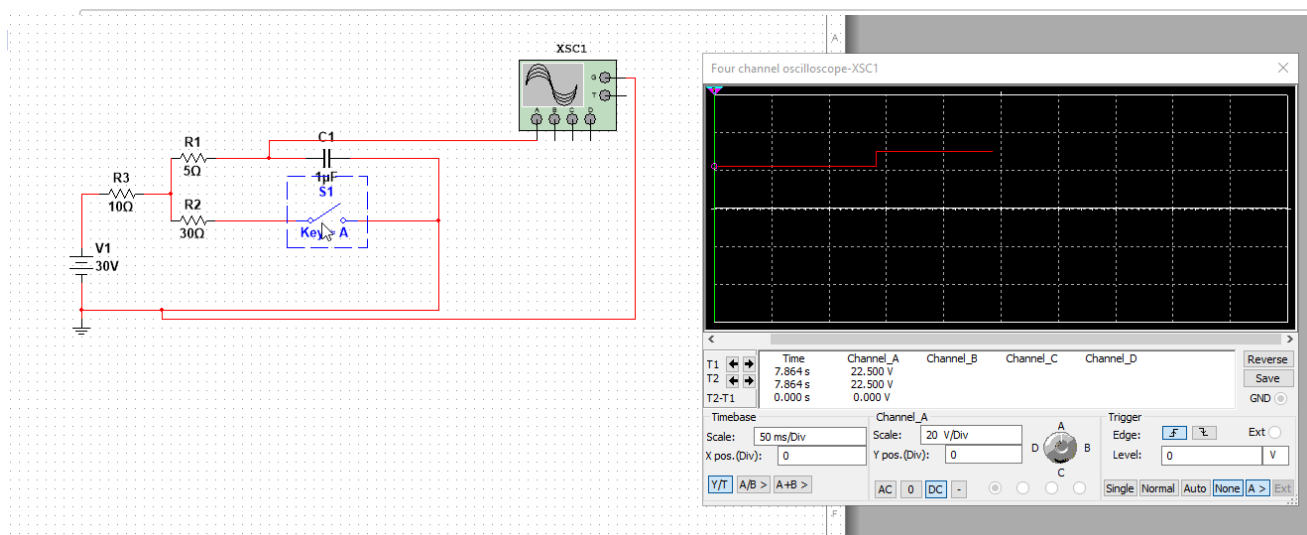 A
XSC1
G
T
A B C D
R1
5Ω
C1
1µF
S1
Key = A
R3
10Ω
R2
30Ω
V1
30V
F
Four channel oscilloscope-XSC1
Time Channel_A Channel_B Channel_C Channel_D
T1 7.864 s 22.500 V
T2 7.864 s 22.500 V
T2-T1 0.000 s 0.000 V
Reverse
Save
GND
Timebase
Scale: 50 ms/Div
X pos.(Div): 0
Y/T A/B > A+B >
Channel_A
Scale: 20 V/Div
Y pos.(Div): 0
AC 0 DC -
A
D B
C
Trigger
Edge: Ext
Level: 0 V
Single Normal Auto None A > Ext